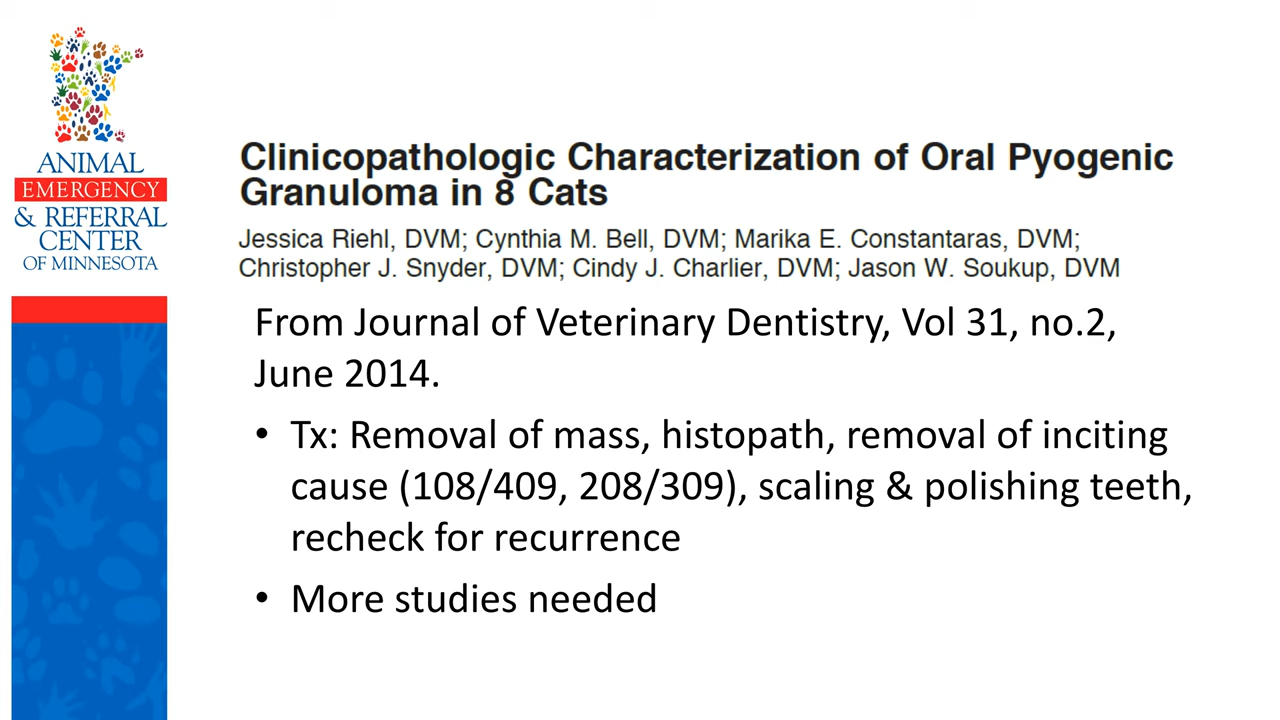 ANIMAL
EMERGENCY
& REFERRAL
CENTER
OF MINNESOTA
Clinicopathologic Characterization of Oral Pyogenic
Granuloma in 8 Cats
Jessica Riehl, DVM; Cynthia M. Bell, DVM; Marika E. Constantaras, DVM;
Christopher J. Snyder, DVM; Cindy J. Charlier, DVM; Jason W. Soukup, DVM
From Journal of Veterinary Dentistry, Vol 31, no.2,
June 2014.
• Tx: Removal of mass, histopath, removal of inciting
cause (108/409, 208/309), scaling & polishing teeth,
recheck for recurrence
• More studies needed